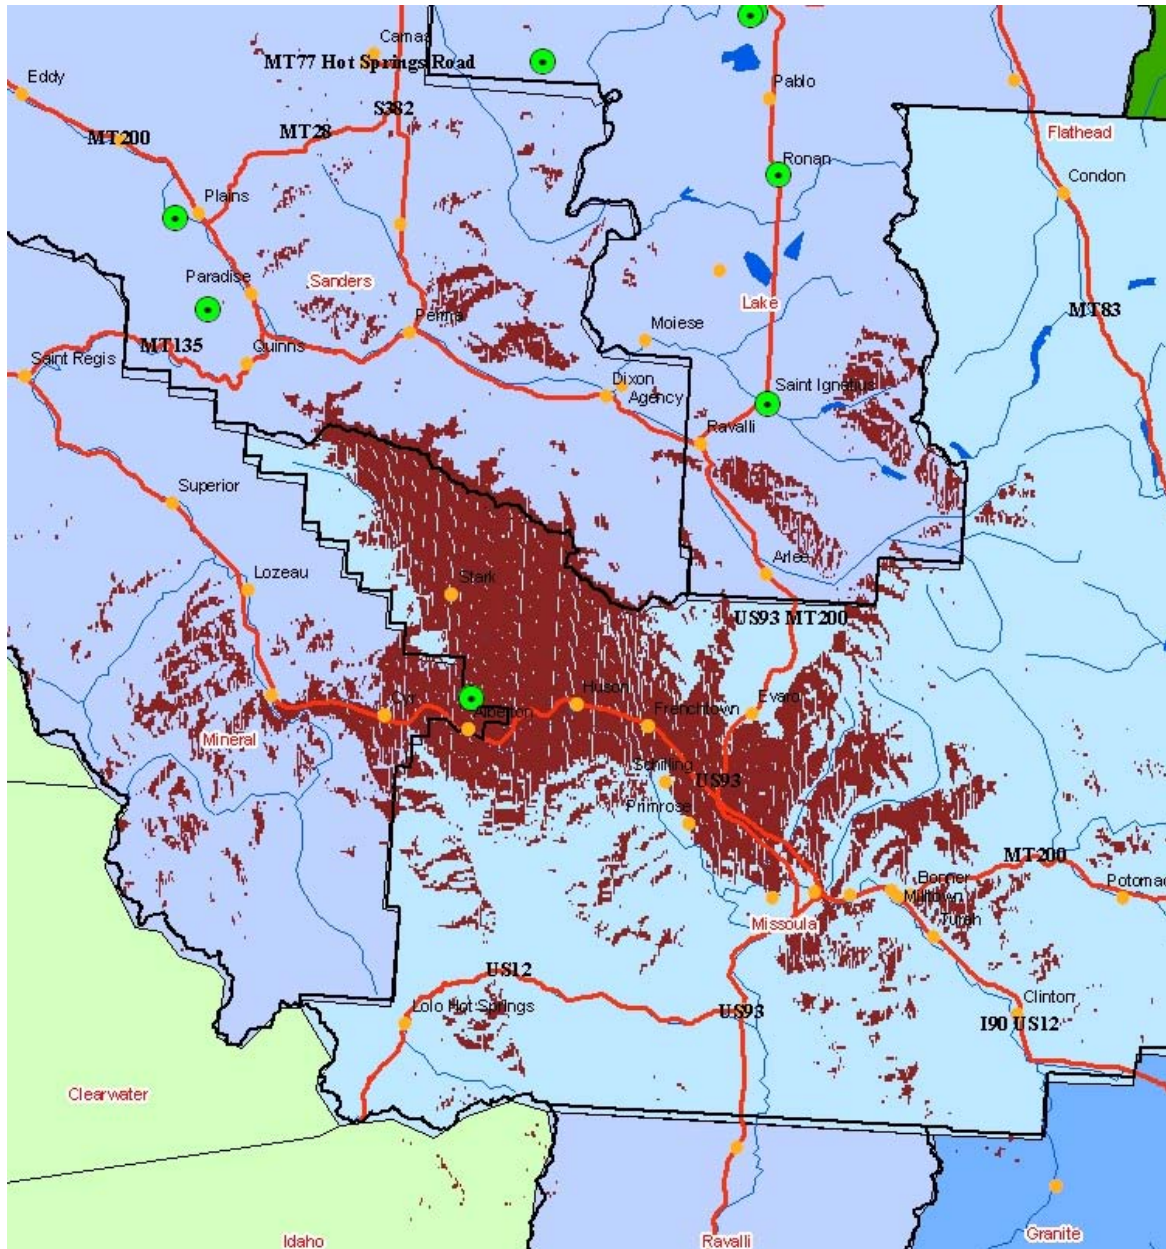 Camas
MT77 Hot Springs Road
Eddy
Pablo
S382
MT28
Flathead
MT200
Ronan
Condon
Plains
Paradise
Sanders
Lake
MT83
Perma
Moiese
MT135
Quinns
Saint Regis
Dixon
Agency
Saint Ignatius
Ravalli
Superior
Arlee
Lozeau
Stark
US93 MT200
Huson
Evaro
Cyr
Alberton
Frenchtown
Mineral
Schilling
US93
Primrose
MT200
Bonner
Milltown
Potomac
Missoula
Turah
US12
Lolo Hot Springs
US93
Clinton
I90 US12
Clearwater
Idaho
Ravalli
Granite